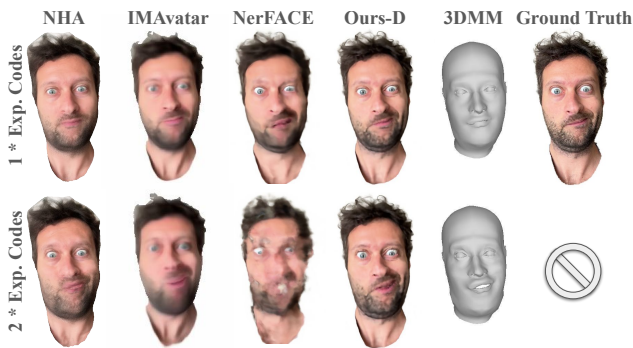 NHA IMAvatar NerFACE Ours-D 3DMM Ground Truth
1 * Exp. Codes
2 * Exp. Codes